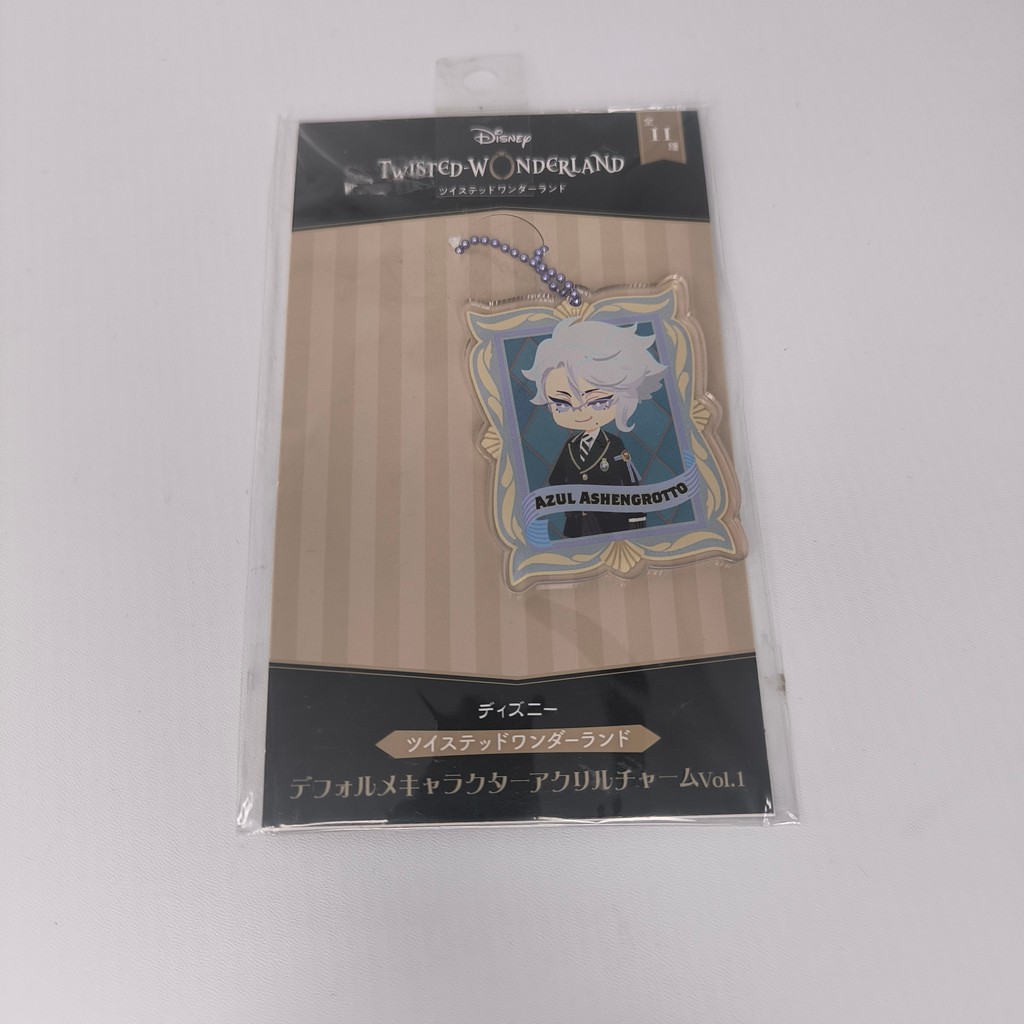 Disney
TWISTED-WONDERLAND
ツイステッドワンダーランド
全
11
種
AZUL ASHENGROTTO
ディズニー
ツイステッドワンダーランド
デフォルメキャラクターアクリルチャームVol.1